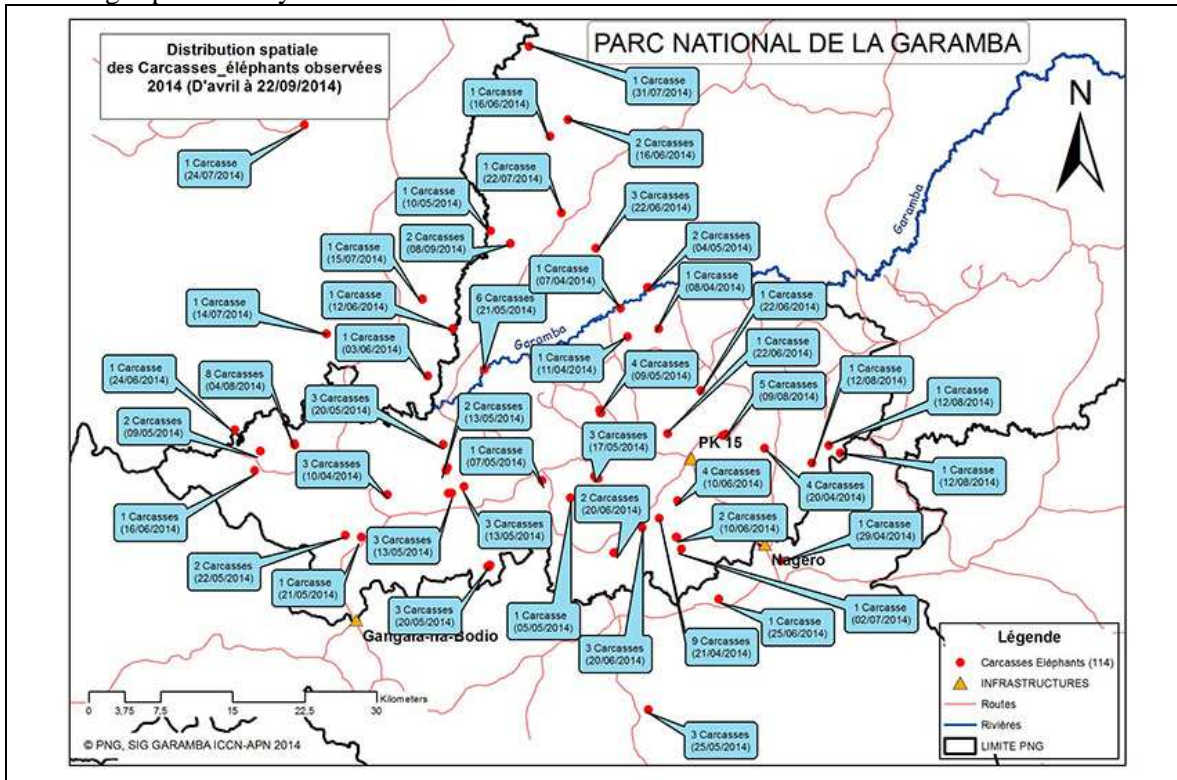 Distribution spatiale
des Carcasses_éléphants observées
2014 (D'avril à 22/09/2014)
PARC NATIONAL DE LA GARAMBA
N
1 Carcasse
(31/07/2014)
1 Carcasse
(16/06/2014)
2 Carcasses
(16/06/2014)
1 Carcasse
(24/07/2014)
1 Carcasse
(22/07/2014)
1 Carcasse
(10/05/2014)
3 Carcasses
(22/06/2014)
Garamba
2 Carcasses
(08/09/2014)
2 Carcasses
(04/05/2014)
1 Carcasse
(15/07/2014)
1 Carcasse
(07/04/2014)
1 Carcasse
(08/04/2014)
1 Carcasse
(14/07/2014)
1 Carcasse
(12/06/2014)
6 Carcasses
(21/05/2014)
1 Carcasse
(22/06/2014)
Garamba
1 Carcasse
(03/06/2014)
1 Carcasse
(11/04/2014)
1 Carcasse
(22/06/2014)
1 Carcasses
(24/06/2014)
8 Carcasses
(04/08/2014)
4 Carcasses
(09/05/2014)
1 Carcasse
(12/08/2014)
3 Carcasses
(20/05/2014)
2 Carcasses
(13/05/2014)
5 Carcasses
(09/08/2014)
1 Carcasse
(12/08/2014)
2 Carcasses
(09/05/2014)
3 Carcasses
(17/05/2014)
PK 15
1 Carcasse
(07/05/2014)
3 Carcasses
(10/04/2014)
4 Carcasses
(10/06/2014)
4 Carcasses
(20/04/2014)
1 Carcasse
(12/08/2014)
1 Carcasses
(16/06/2014)
2 Carcasses
(20/06/2014)
3 Carcasses
(13/05/2014)
3 Carcasses
(13/05/2014)
2 Carcasses
(10/06/2014)
1 Carcasse
(29/04/2014)
2 Carcasses
(22/05/2014)
1 Carcasse
(21/05/2014)
Nagero
3 Carcasses
(20/05/2014)
1 Carcasse
(05/05/2014)
1 Carcasse
(02/07/2014)
1 Carcasse
(25/06/2014)
Gangala-na-Bodio
3 Carcasses
(20/06/2014)
9 Carcasses
(21/04/2014)
3 Carcasses
(25/05/2014)
Légende
Carcasses Eléphants (114)
INFRASTRUCTURES
Routes
Rivières
LIMITE PNG
Kilometers
0 3,75 7,5 15 22,5 30
© PNG, SIG GARAMBA ICCN-APN 2014